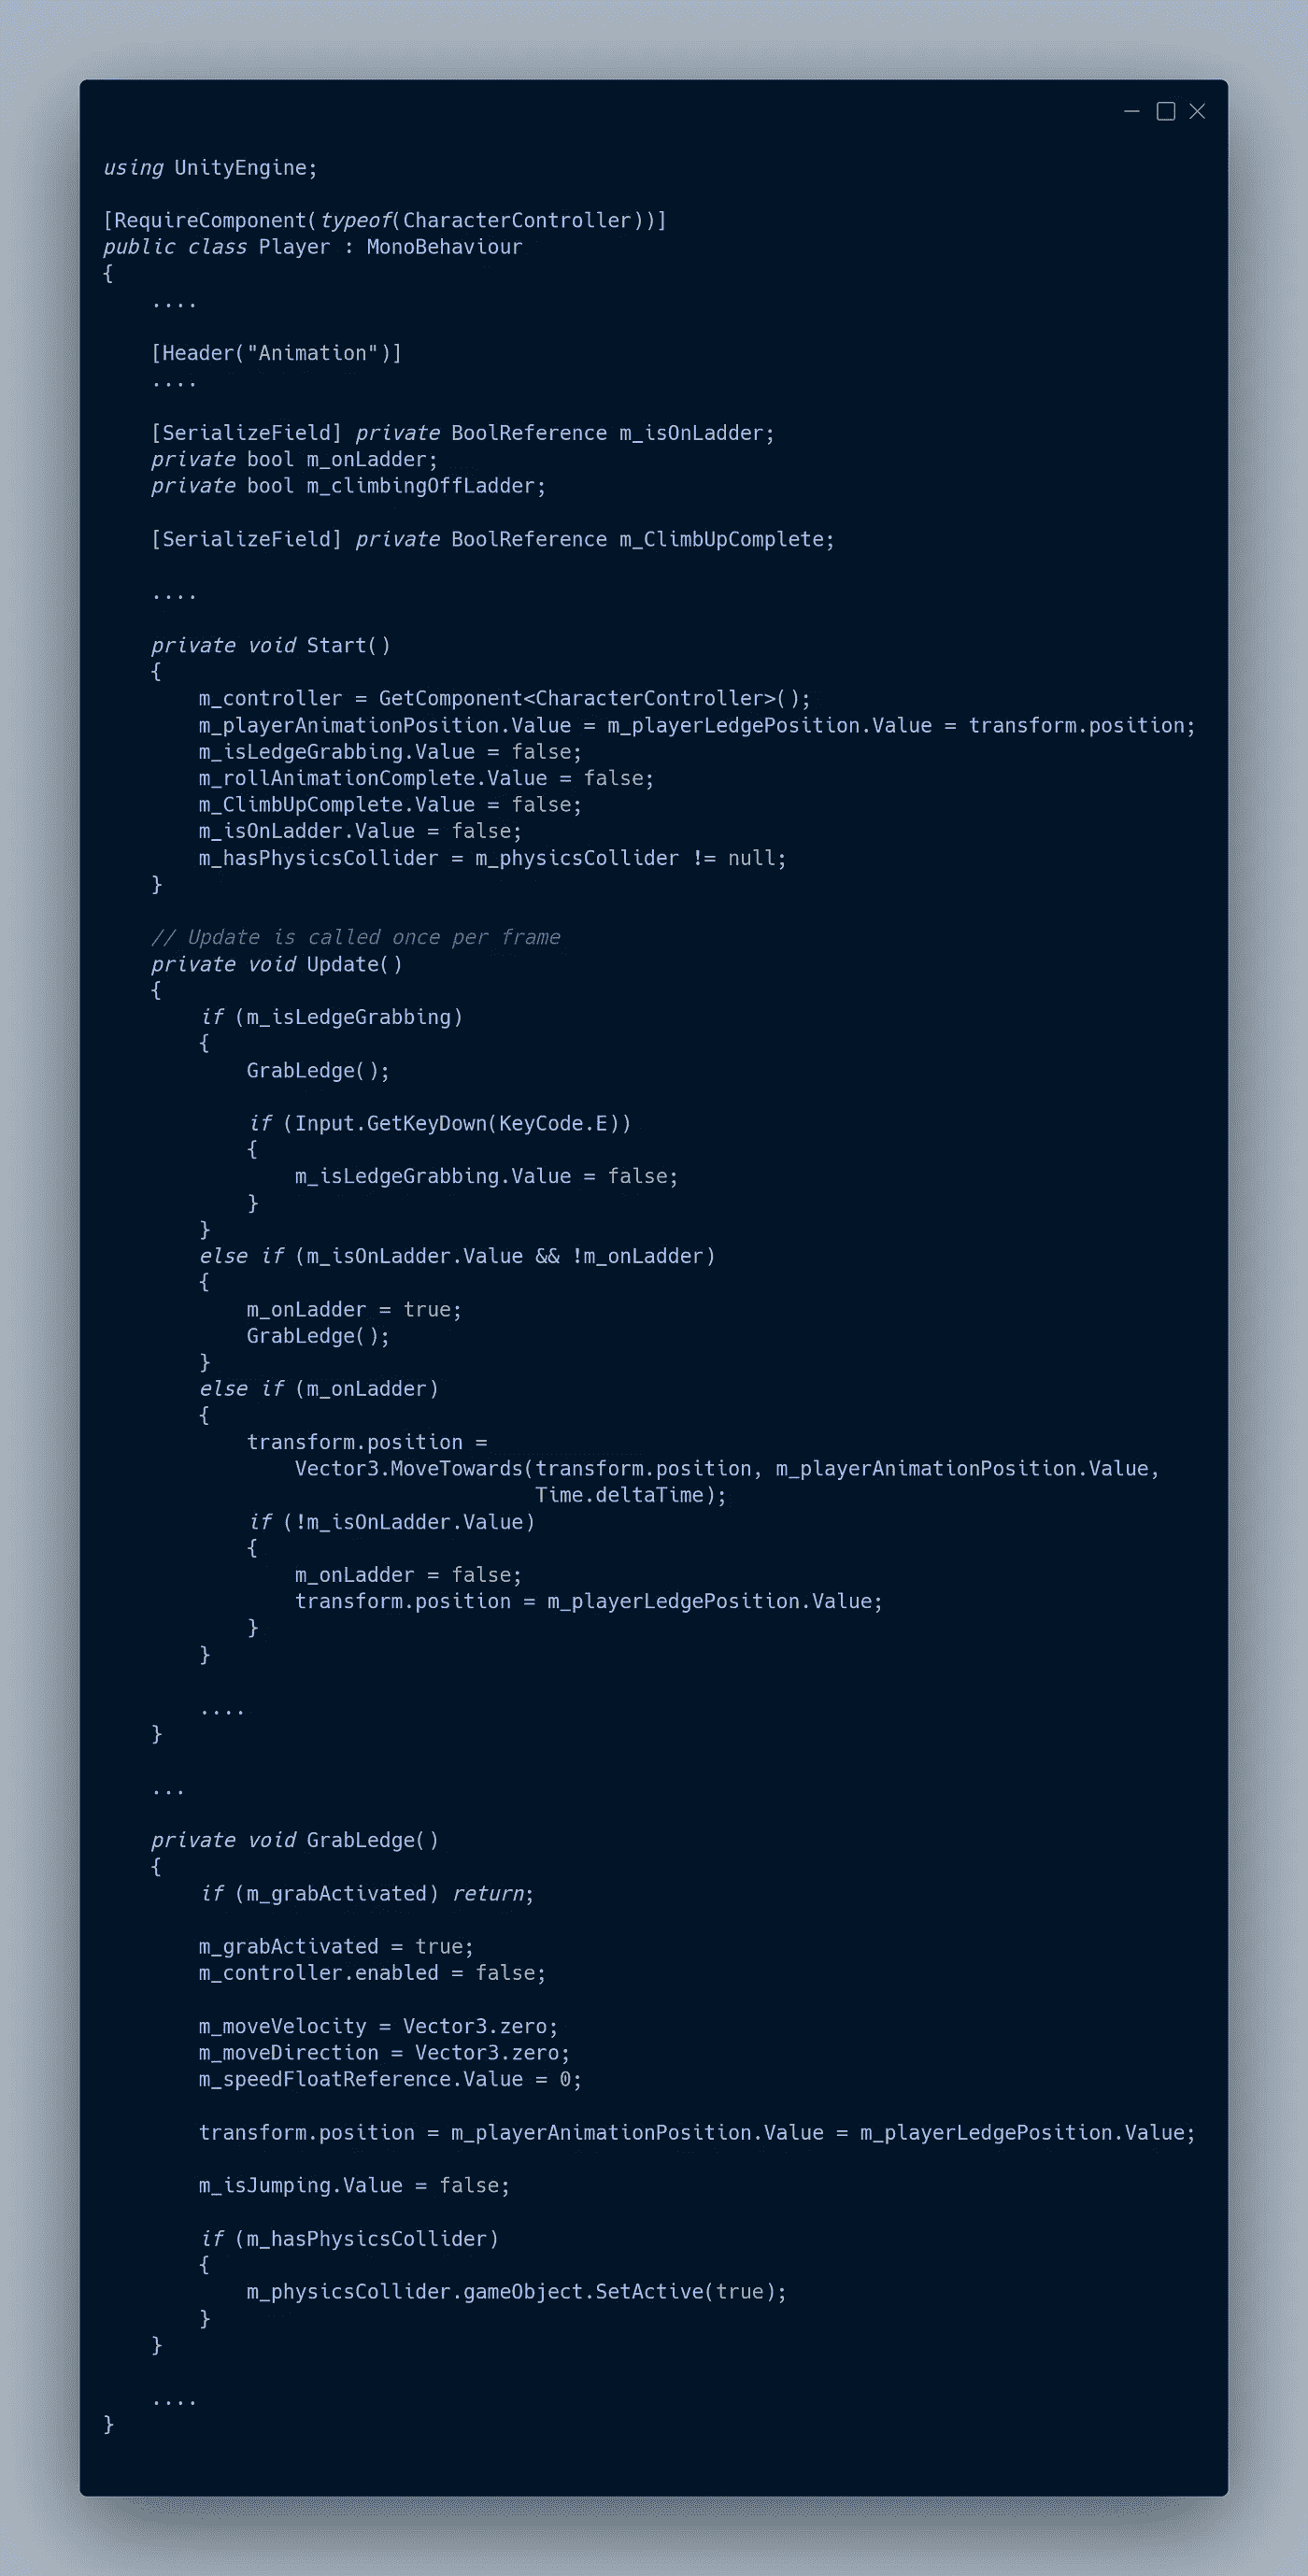 using UnityEngine;

[RequireComponent(typeof(CharacterController))]
public class Player : MonoBehaviour
{
    ....

    [Header("Animation")]
    ....

    [SerializeField] private BoolReference m_isOnLadder;
    private bool m_onLadder;
    private bool m_climbingOffLadder;

    [SerializeField] private BoolReference m_ClimbUpComplete;

    ....

    private void Start()
    {
        m_controller = GetComponent<CharacterController>();
        m_playerAnimationPosition.Value = m_playerLedgePosition.Value = transform.position;
        m_isLedgeGrabbing.Value = false;
        m_rollAnimationComplete.Value = false;
        m_ClimbUpComplete.Value = false;
        m_isOnLadder.Value = false;
        m_hasPhysicsCollider = m_physicsCollider != null;
    }

    // Update is called once per frame
    private void Update()
    {
        if (m_isLedgeGrabbing)
        {
            GrabLedge();

            if (Input.GetKeyDown(KeyCode.E))
            {
                m_isLedgeGrabbing.Value = false;
            }
        }
        else if (m_isOnLadder.Value && !m_onLadder)
        {
            m_onLadder = true;
            GrabLedge();
        }
        else if (m_onLadder)
        {
            transform.position =
                Vector3.MoveTowards(transform.position, m_playerAnimationPosition.Value,
                                    Time.deltaTime);
            if (!m_isOnLadder.Value)
            {
                m_onLadder = false;
                transform.position = m_playerLedgePosition.Value;
            }
        }

        ....
    }

    ...

    private void GrabLedge()
    {
        if (m_grabActivated) return;

        m_grabActivated = true;
        m_controller.enabled = false;

        m_moveVelocity = Vector3.zero;
        m_moveDirection = Vector3.zero;
        m_speedFloatReference.Value = 0;

        transform.position = m_playerAnimationPosition.Value = m_playerLedgePosition.Value;

        m_isJumping.Value = false;

        if (m_hasPhysicsCollider)
        {
            m_physicsCollider.gameObject.SetActive(true);
        }
    }

    ....
}